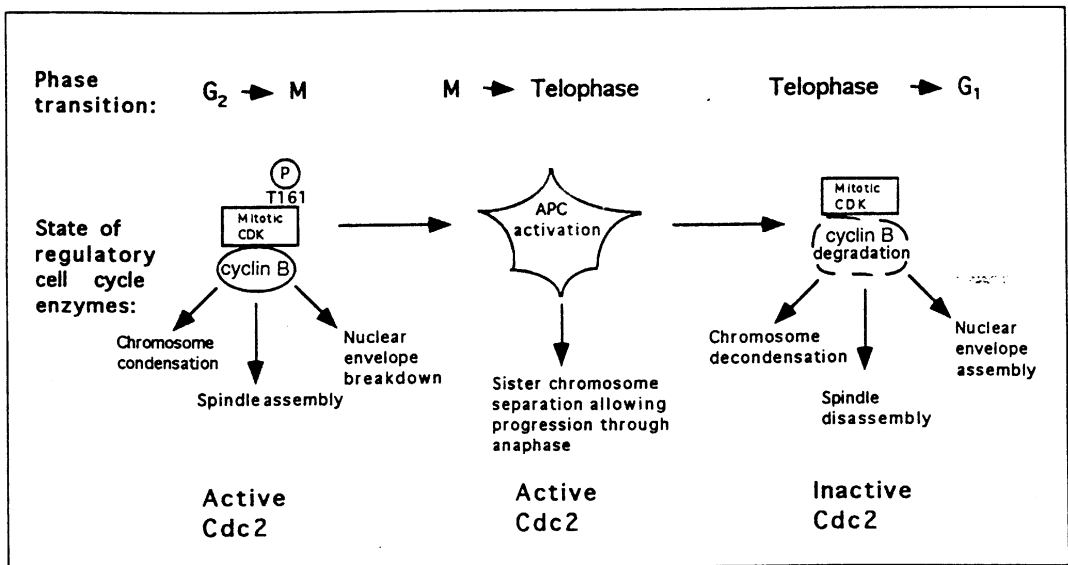 Phase
transition:
G₂ → M
M → Telophase
Telophase → G₁
State of
regulatory
cell cycle
enzymes:
P
T161
Mitotic
CDK
cyclin B
Chromosome
condensation
Spindle assembly
Nuclear
envelope
breakdown
APC
activation
Sister chromosome
separation allowing
progression through
anaphase
Mitotic
CDK
cyclin B
degradation
Chromosome
decondensation
Spindle
disassembly
Nuclear
envelope
assembly
Active
Cdc2
Active
Cdc2
Inactive
Cdc2